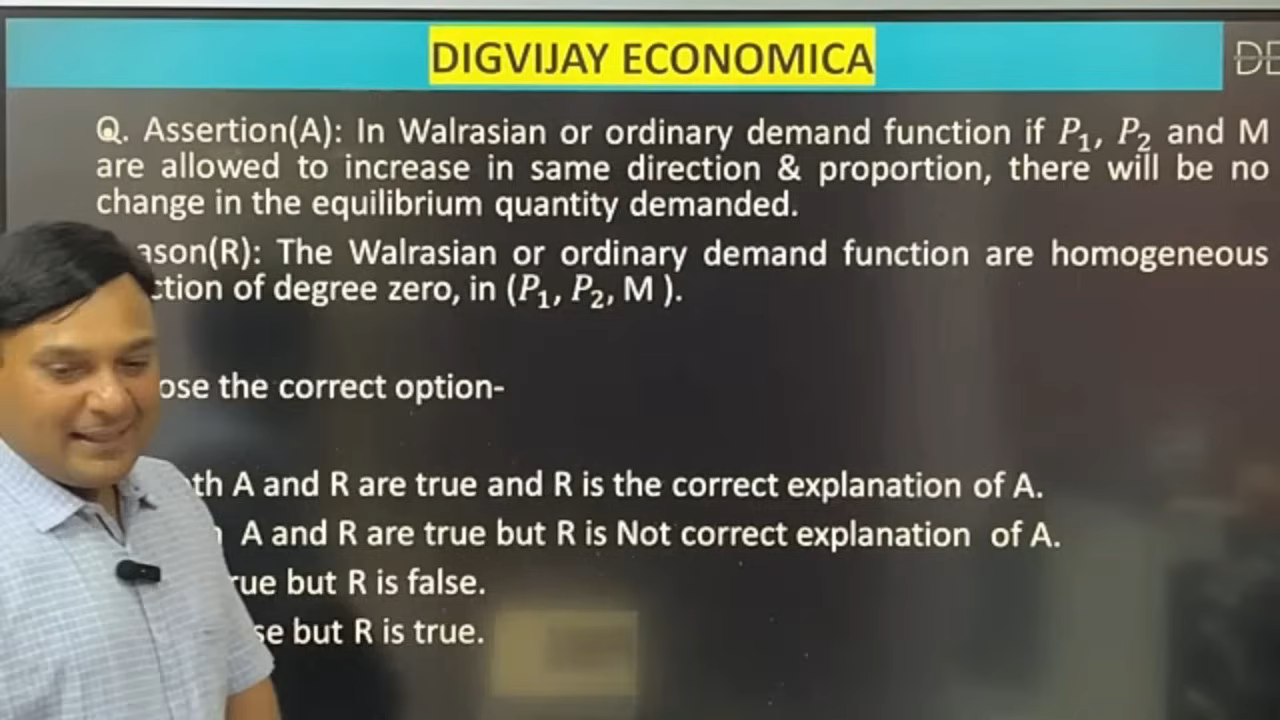 DIGVIJAY ECONOMICA
DE
Q. Assertion(A): In Walrasian or ordinary demand function if P₁, P₂ and M
are allowed to increase in same direction & proportion, there will be no
change in the equilibrium quantity demanded.
ason(R): The Walrasian or ordinary demand function are homogeneous
ction of degree zero, in (P₁, P₂, M ).
ose the correct option-
th A and R are true and R is the correct explanation of A.
A and R are true but R is Not correct explanation of A.
rue but R is false.
se but R is true.